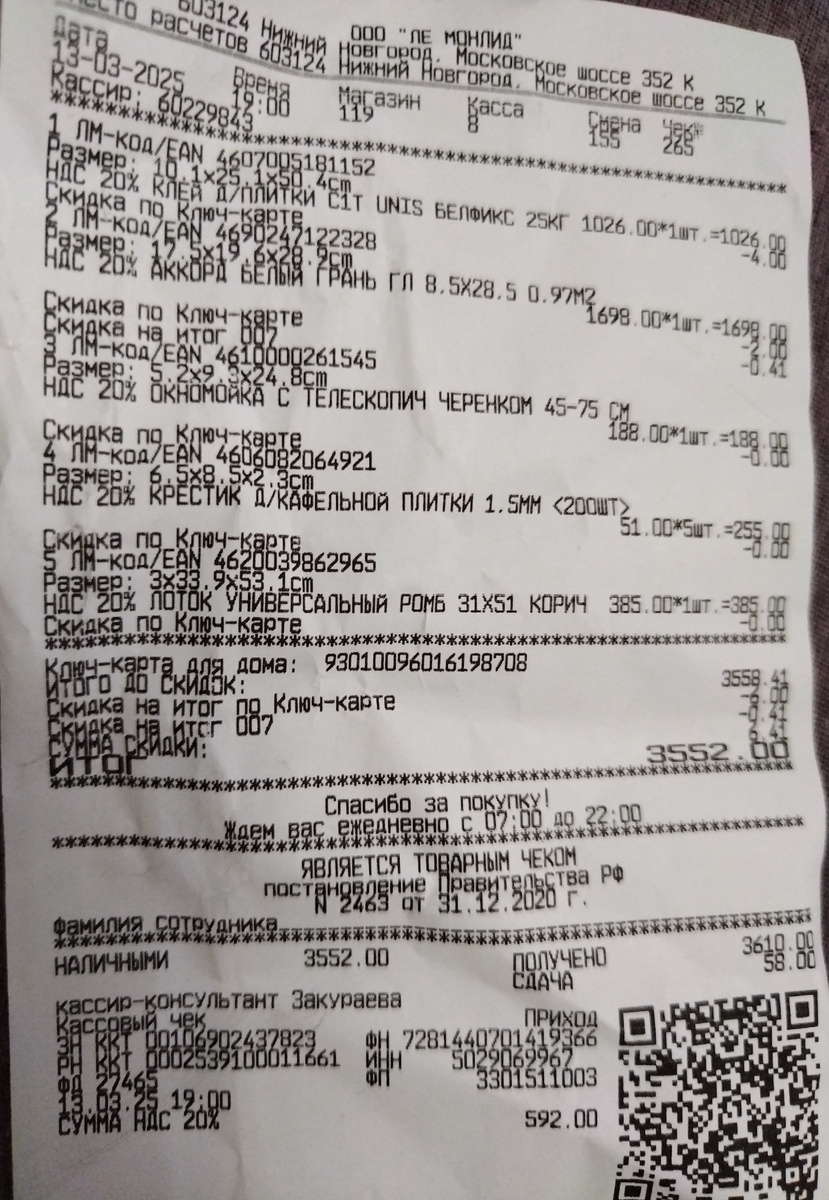 ООО "ЛЕ МОНЛИД"
603124 Нижний Новгород, Московское шоссе 352 К
Место расчетов 603124 Нижний Новгород, Московское шоссе 352 К
Дата Время Магазин Касса Смена Чек№
13-03-2025 19:00 119 8 155 265
Кассир: 60229843
************************************************
1 ЛМ-код/EAN 4607005181152
Размер: 10.1x25.1x50.4cm
НДС 20% КЛЕЙ Д/ПЛИТКИ С1Т UNIS БЕЛФИКС 25КГ 1026.00*1шт.=1026.00
Скидка по Ключ-карте -4.00
2 ЛМ-код/EAN 4690247122328
Размер: 17.5x19.6x28.9cm
НДС 20% АККОРД БЕЛЫЙ ГРАНЬ ГЛ 8.5Х28.5 0.97М2
1698.00*1шт.=1698.00
Скидка по Ключ-карте -2.00
Скидка на итог 007 -0.41
3 ЛМ-код/EAN 4610000261545
Размер: 5.2x9.3x24.8cm
НДС 20% ОКНОМОЙКА С ТЕЛЕСКОПИЧ ЧЕРЕНКОМ 45-75 СМ
188.00*1шт.=188.00
Скидка по Ключ-карте -0.00
4 ЛМ-код/EAN 4606082064921
Размер: 6.5x8.5x2.3cm
НДС 20% КРЕСТИК Д/КАФЕЛЬНОЙ ПЛИТКИ 1.5ММ <200ШТ>
51.00*5шт.=255.00
Скидка по Ключ-карте -0.00
5 ЛМ-код/EAN 4620039862965
Размер: 3x33.9x53.1cm
НДС 20% ЛОТОК УНИВЕРСАЛЬНЫЙ РОМБ 31Х51 КОРИЧ 385.00*1шт.=385.00
Скидка по Ключ-карте -0.00
************************************************
Ключ-карта для дома: 93010096016198708
ИТОГО ДО СКИДОК: 3558.41
Скидка на итог по Ключ-карте -6.00
Скидка на итог 007 -0.41
СУММА СКИДКИ: 6.41
ИТОГ 3552.00
************************************************
Спасибо за покупку!
Ждем вас ежедневно с 07:00 до 22:00
************************************************
ЯВЛЯЕТСЯ ТОВАРНЫМ ЧЕКОМ
постановление Правительства РФ
N 2463 от 31.12.2020 г.
фамилия сотрудника
************************************************
НАЛИЧНЫМИ 3552.00 ПОЛУЧЕНО 3610.00
СДАЧА 58.00
кассир-консультант Закураева
Кассовый чек ПРИХОД
ЗН ККТ 00106902437823 ФН 7281440701419366
РН ККТ 0002539100011661 ИНН 5029069967
ФД 27465 ФП 3301511003
13.03.25 19:00
СУММА НДС 20% 592.00